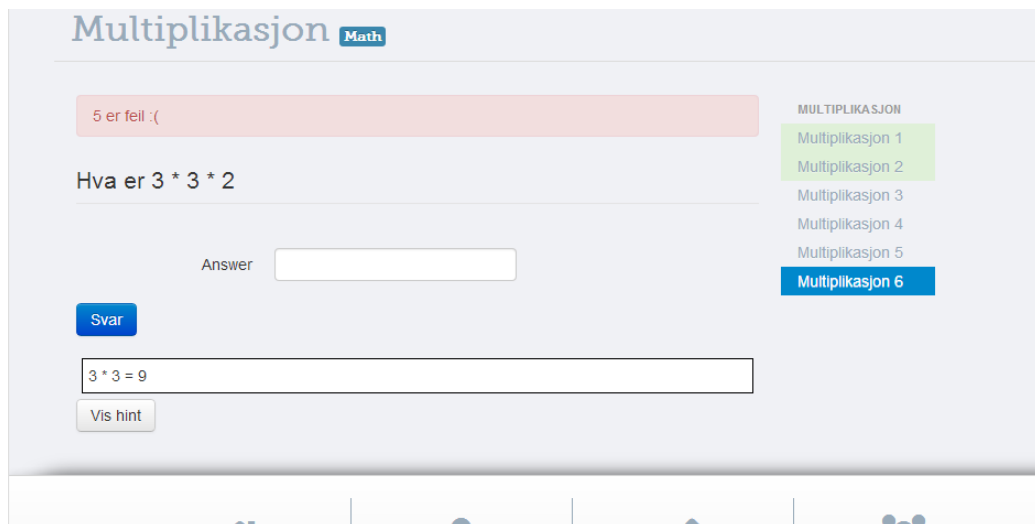 Multiplikasjon Math
5 er feil :(
Hva er 3 * 3 * 2
Answer
Svar
3 * 3 = 9
Vis hint
MULTIPLIKASJON
Multiplikasjon 1
Multiplikasjon 2
Multiplikasjon 3
Multiplikasjon 4
Multiplikasjon 5
Multiplikasjon 6